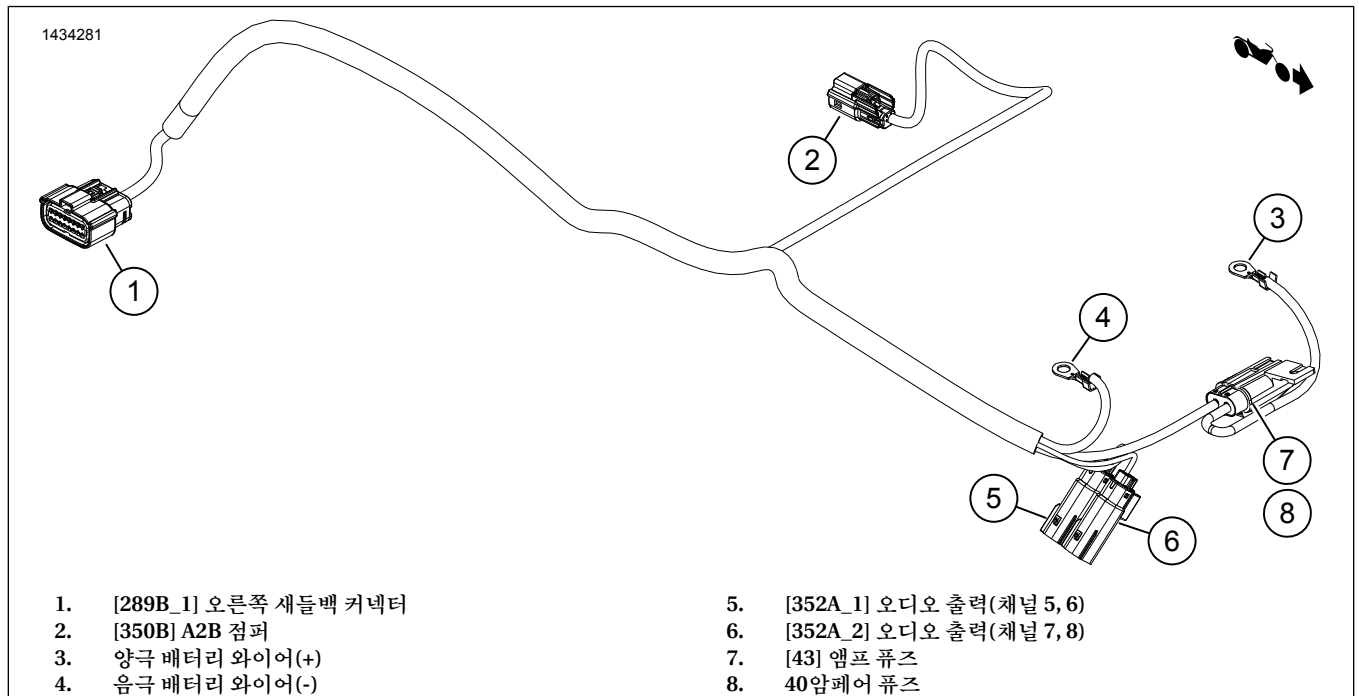 1434281
2
3
1
4
7
5
8
6
1. [289B_1] 오른쪽 새들백 커넥터
2. [350B] A2B 점퍼
3. 양극 배터리 와이어(+)
4. 음극 배터리 와이어(-)
5. [352A_1] 오디오 출력(채널 5, 6)
6. [352A_2] 오디오 출력(채널 7, 8)
7. [43] 앰프 퓨즈
8. 40암페어 퓨즈